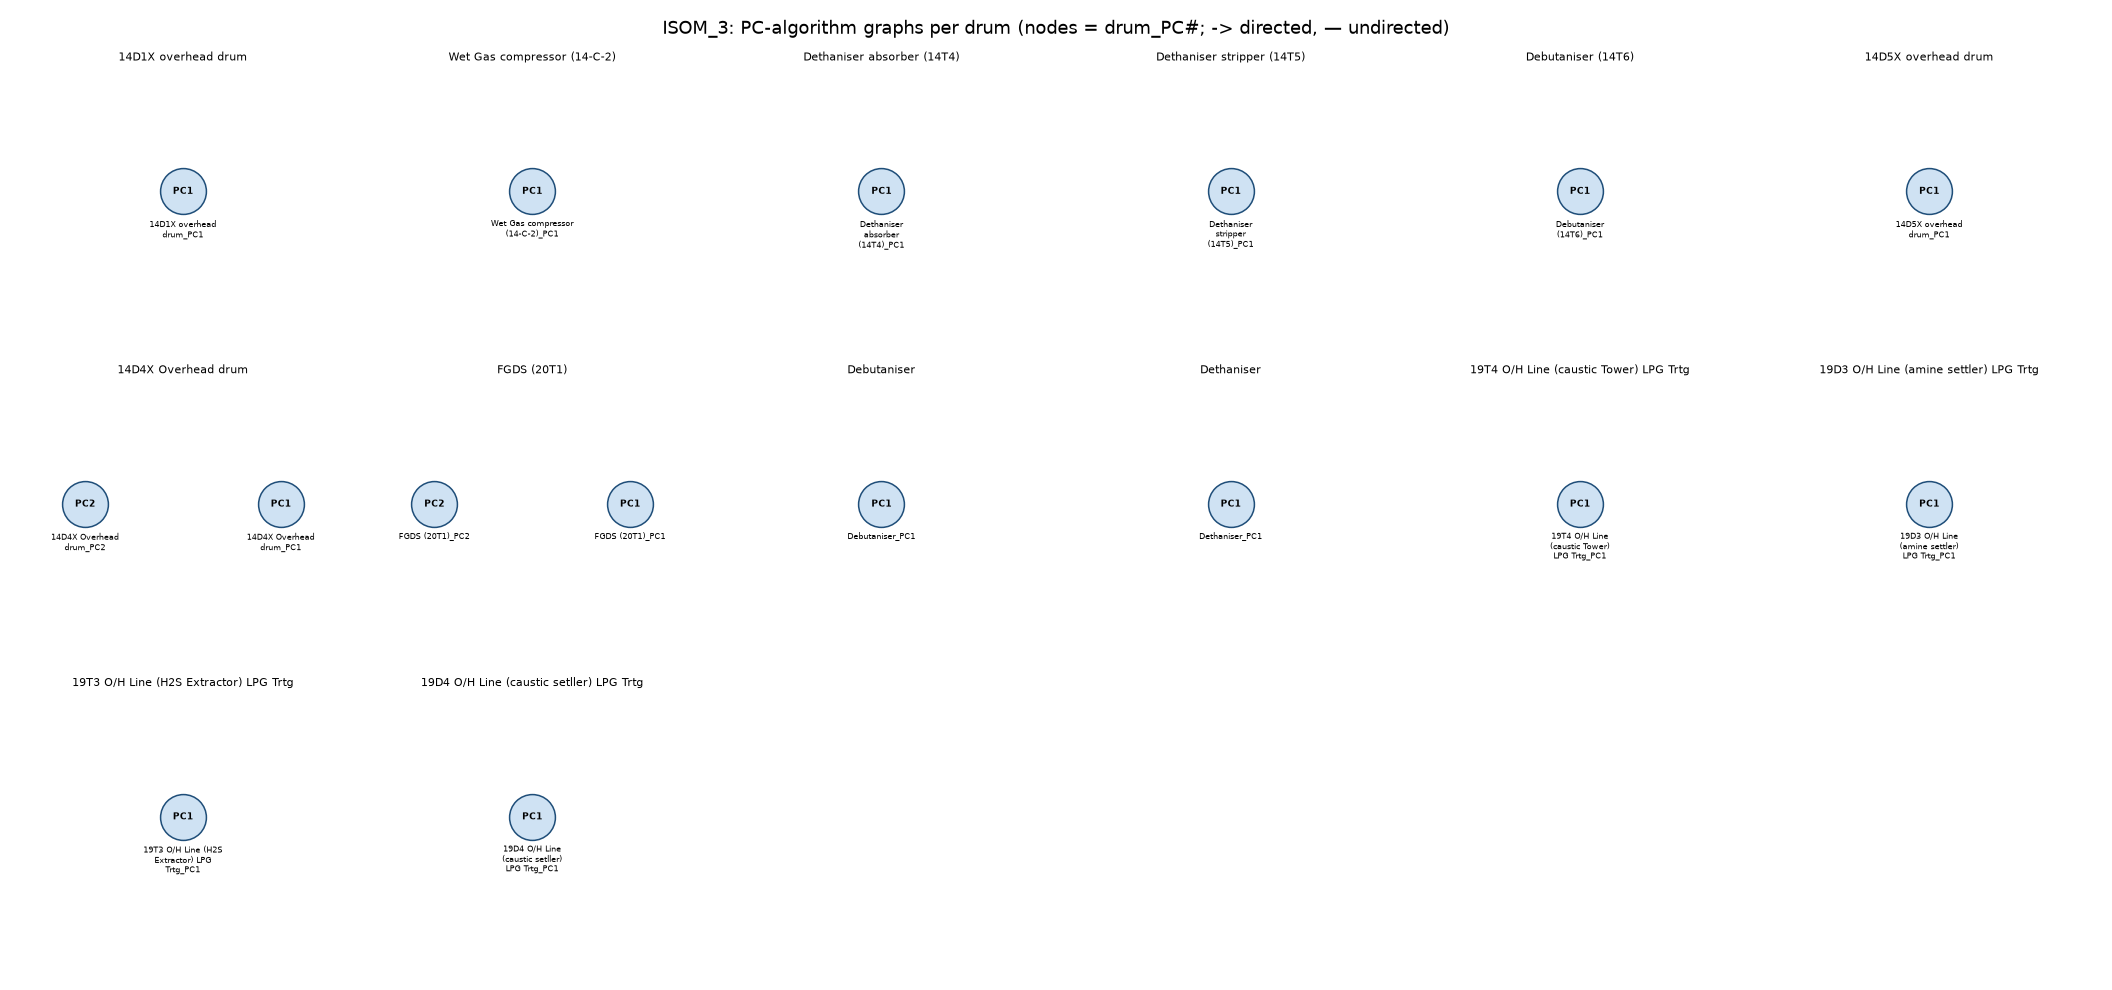 ISOM_3: PC-algorithm graphs per drum (nodes = drum_PC#; -> directed, — undirected)
14D1X overhead drum
PC1
14D1X overhead
drum_PC1
Wet Gas compressor (14-C-2)
PC1
Wet Gas compressor
(14-C-2)_PC1
Dethaniser absorber (14T4)
PC1
Dethaniser
absorber
(14T4)_PC1
Dethaniser stripper (14T5)
PC1
Dethaniser
stripper
(14T5)_PC1
Debutaniser (14T6)
PC1
Debutaniser
(14T6)_PC1
14D5X overhead drum
PC1
14D5X overhead
drum_PC1
14D4X Overhead drum
PC2
14D4X Overhead
drum_PC2
PC1
14D4X Overhead
drum_PC1
FGDS (20T1)
PC2
FGDS (20T1)_PC2
PC1
FGDS (20T1)_PC1
Debutaniser
PC1
Debutaniser_PC1
Dethaniser
PC1
Dethaniser_PC1
19T4 O/H Line (caustic Tower) LPG Trtg
PC1
19T4 O/H Line
(caustic Tower)
LPG Trtg_PC1
19D3 O/H Line (amine settler) LPG Trtg
PC1
19D3 O/H Line
(amine settler)
LPG Trtg_PC1
19T3 O/H Line (H2S Extractor) LPG Trtg
PC1
19T3 O/H Line (H2S
Extractor) LPG
Trtg_PC1
19D4 O/H Line (caustic setller) LPG Trtg
PC1
19D4 O/H Line
(caustic setller)
LPG Trtg_PC1